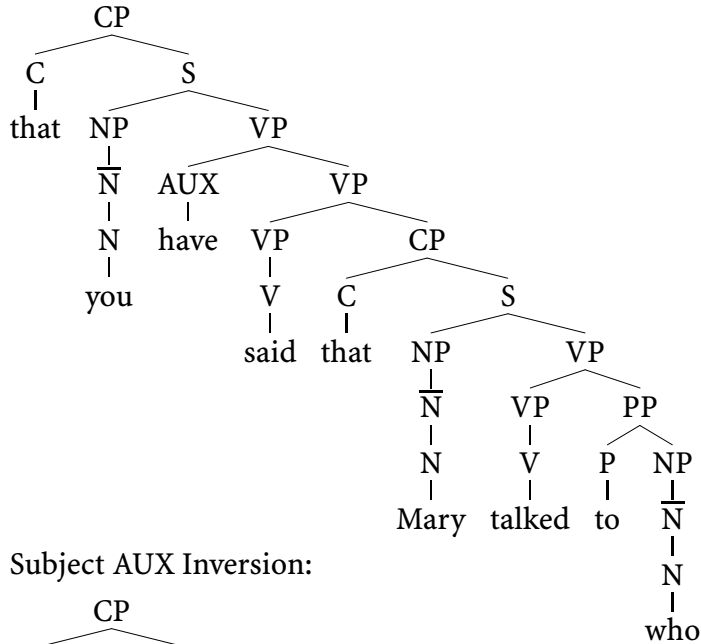 CP
C S
that NP VP
N̅ AUX VP
N have VP CP
you V C S
said that NP VP
N̅ VP PP
N V P NP
Mary talked to N̅
Subject AUX Inversion: N
CP who